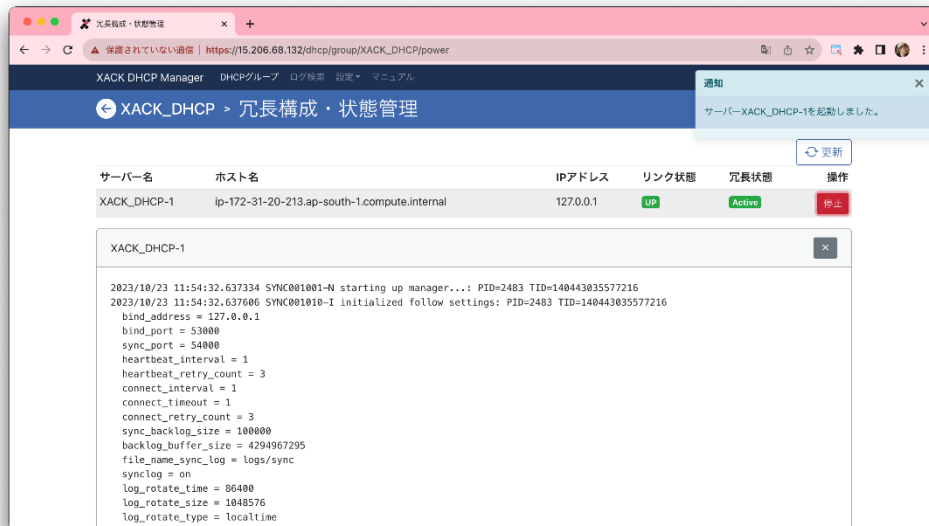 冗長構成・状態管理
保護されていない通信 | https://15.206.68.132/dhcp/group/XACK_DHCP/power
XACK DHCP Manager DHCPグループ ログ検索 設定 マニュアル
通知
サーバーXACK_DHCP-1を起動しました。
XACK_DHCP > 冗長構成・状態管理
更新
サーバー名 ホスト名 IPアドレス リンク状態 冗長状態 操作
XACK_DHCP-1 ip-172-31-20-213.ap-south-1.compute.internal 127.0.0.1 UP Active 停止
XACK_DHCP-1
2023/10/23 11:54:32.637334 SYNC001001-N starting up manager...: PID=2483 TID=140443035577216
2023/10/23 11:54:32.637606 SYNC001010-I initialized follow settings: PID=2483 TID=140443035577216
bind_address = 127.0.0.1
bind_port = 53000
sync_port = 54000
heartbeat_interval = 1
heartbeat_retry_count = 3
connect_interval = 1
connect_timeout = 1
connect_retry_count = 3
sync_backlog_size = 100000
backlog_buffer_size = 4294967295
file_name_sync_log = logs/sync
synclog = on
log_rotate_time = 86400
log_rotate_size = 1048576
log_rotate_type = localtime